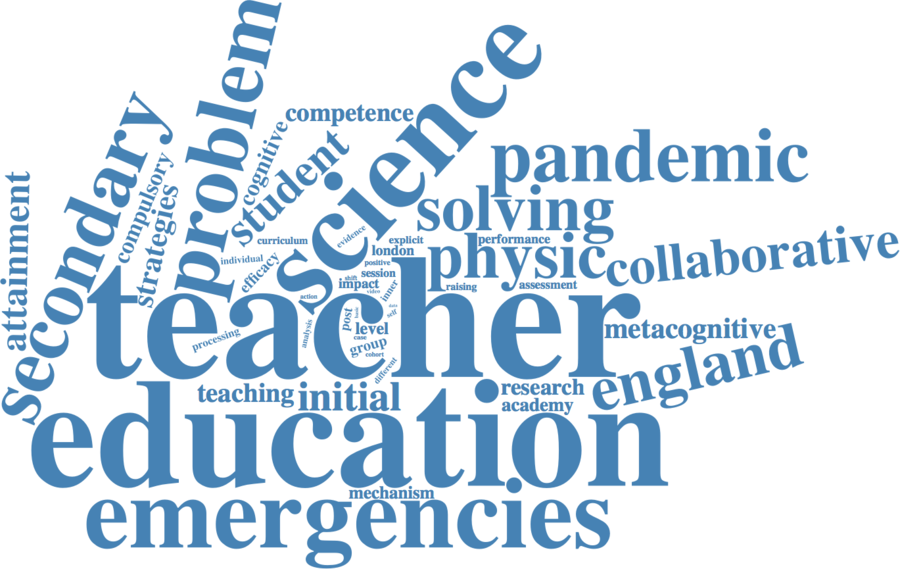 problem
science
secondary
competence
cognitive
student
compulsory
strategies
attainment
pandemic
solving
collaborative
physic
curriculum
evidence
explicit
performance
london
individual
efficacy
positive
session
shift
impact
video
inner
raising
assessment
action
teacher
post
data
self
level
case
analysis
processing
group
cohort
different
metacognitive
england
teaching
initial
research
academy
education
mechanism
emergencies